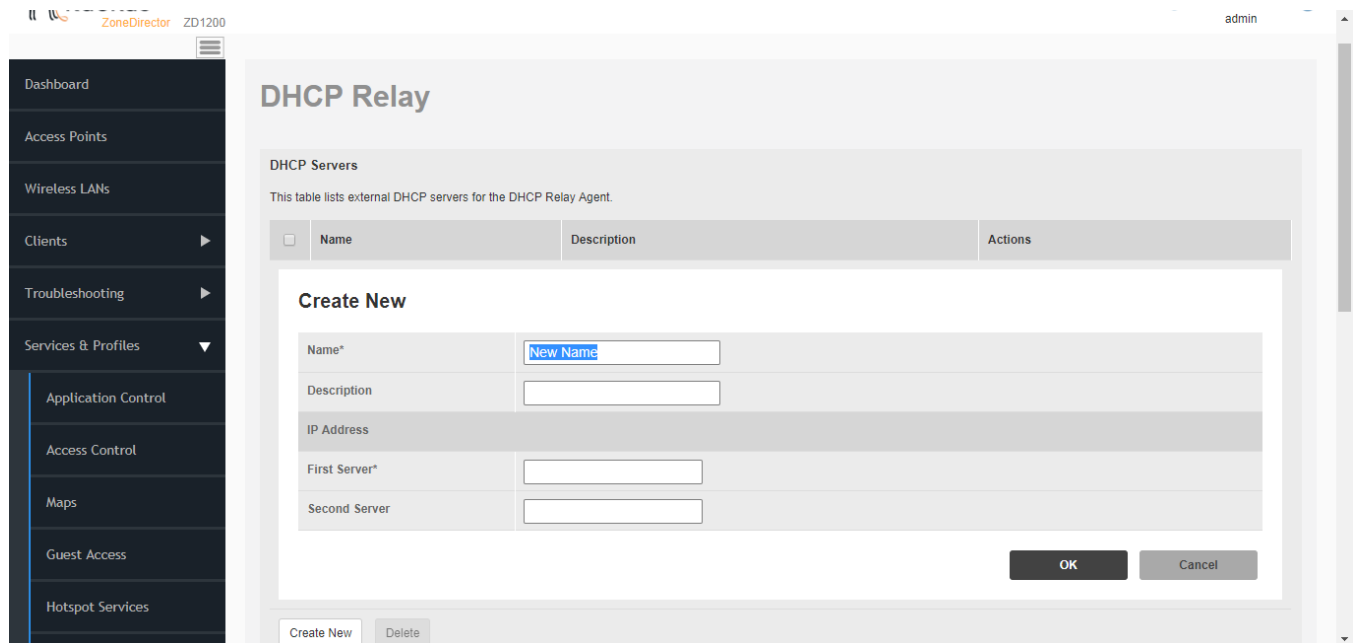 ZoneDirector ZD1200
admin
Dashboard
Access Points
Wireless LANs
Clients
Troubleshooting
Services & Profiles
Application Control
Access Control
Maps
Guest Access
Hotspot Services
DHCP Relay
DHCP Servers
This table lists external DHCP servers for the DHCP Relay Agent.
Name Description Actions
Create New
Name* New Name
Description
IP Address
First Server*
Second Server
OK Cancel
Create New Delete